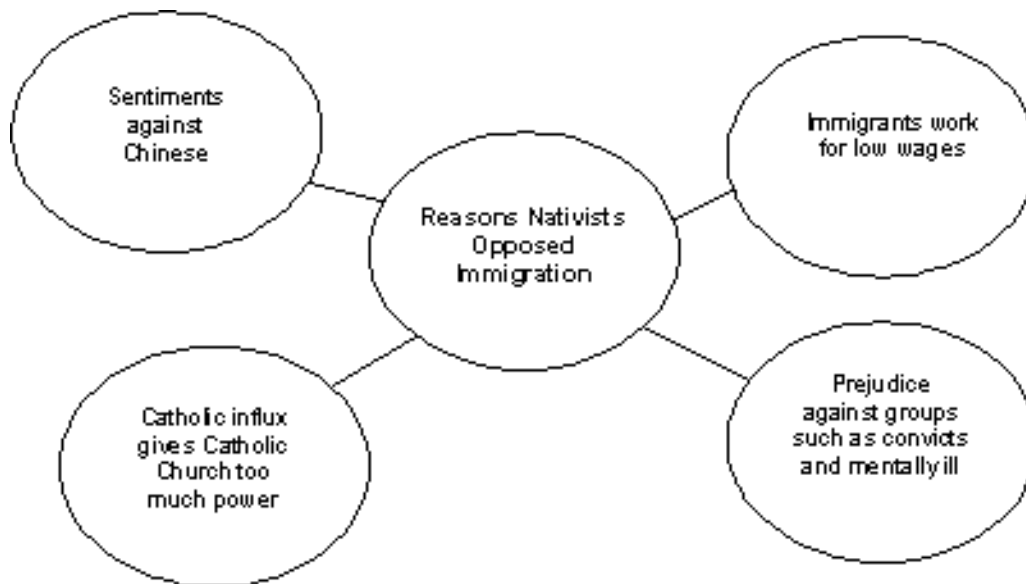 Sentiments
against
Chinese
Immigrants work
for low wages
Reasons Nativists
Opposed
Immigration
Catholic influx
gives Catholic
Church too
much power
Prejudice
against groups
such as convicts
and mentally ill